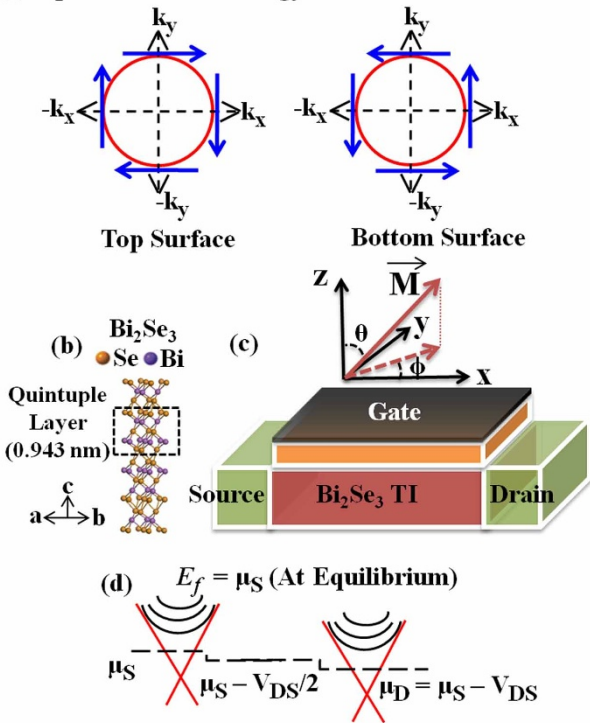 k_y k_y
-k_x k_x -k_x k_x
-k_y -k_y
Top Surface Bottom Surface
(b) Bi₂Se₃
Se Bi
Quintuple
Layer
(0.943 nm)
c
a b
(c)
z M
θ y
ϕ x
Gate
Source Bi₂Se₃ TI Drain
(d) E_f = μ_S (At Equilibrium)
μ_S μ_S – V_DS/2 μ_D = μ_S – V_DS